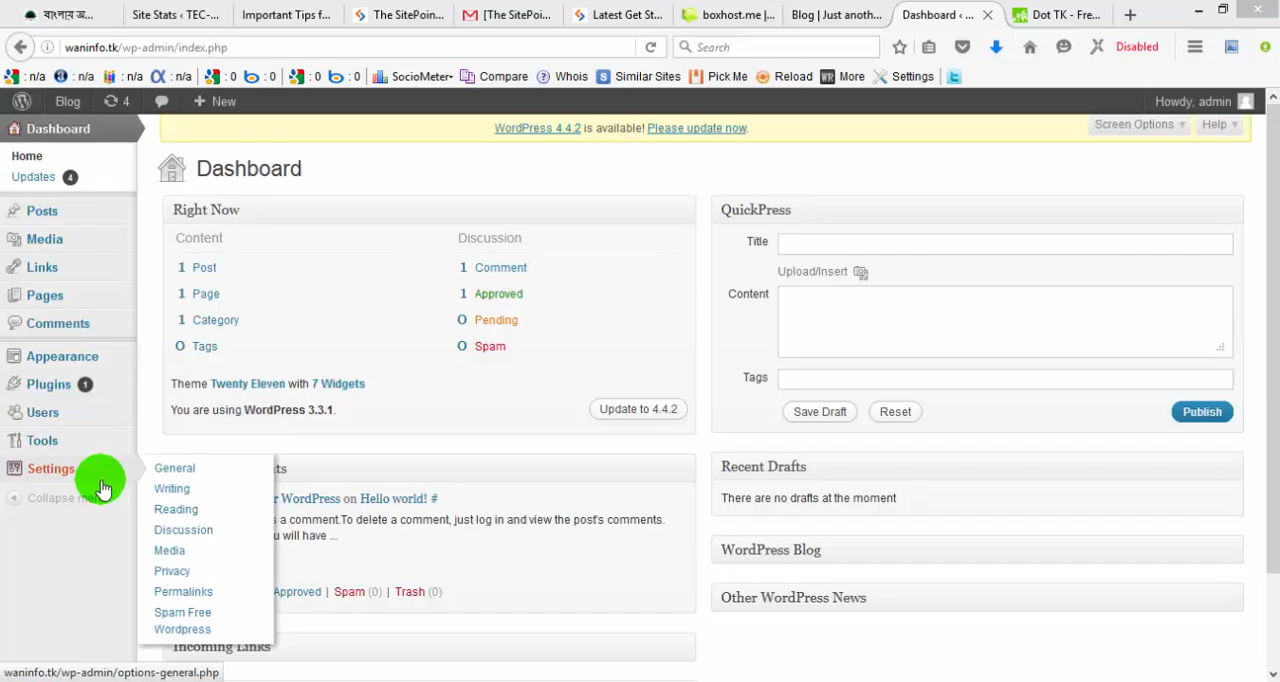 বাংলার অ...
Site Stats ‹ TEC-...
Important Tips f...
The SitePoin...
[The SitePoi...
Latest Get St...
boxhost.me |...
Blog | Just anoth...
Dashboard ‹ ...
Dot TK - Fre...
waninfo.tk/wp-admin/index.php
Search
Disabled
: n/a : n/a : n/a : n/a : 0 : 0 : 0 : 0 SocioMeter Compare Whois Similar Sites Pick Me Reload More Settings
Blog 4 New
Howdy, admin
WordPress 4.4.2 is available! Please update now.
Screen Options
Help
Dashboard
Home
Updates 4
Posts
Media
Links
Pages
Comments
Appearance
Plugins 1
Users
Tools
Settings
Collapse me
General
Writing
Reading
Discussion
Media
Privacy
Permalinks
Spam Free
Wordpress
Dashboard
Right Now
Content
1 Post
1 Page
1 Category
0 Tags
Discussion
1 Comment
1 Approved
0 Pending
0 Spam
Theme Twenty Eleven with 7 Widgets
You are using WordPress 3.3.1.
Update to 4.4.2
WordPress on Hello world! #
s a comment.To delete a comment, just log in and view the post's comments.
u will have ...
Approved | Spam (0) | Trash (0)
Incoming Links
QuickPress
Title
Upload/Insert
Content
Tags
Save Draft
Reset
Publish
Recent Drafts
There are no drafts at the moment
WordPress Blog
Other WordPress News
waninfo.tk/wp-admin/options-general.php